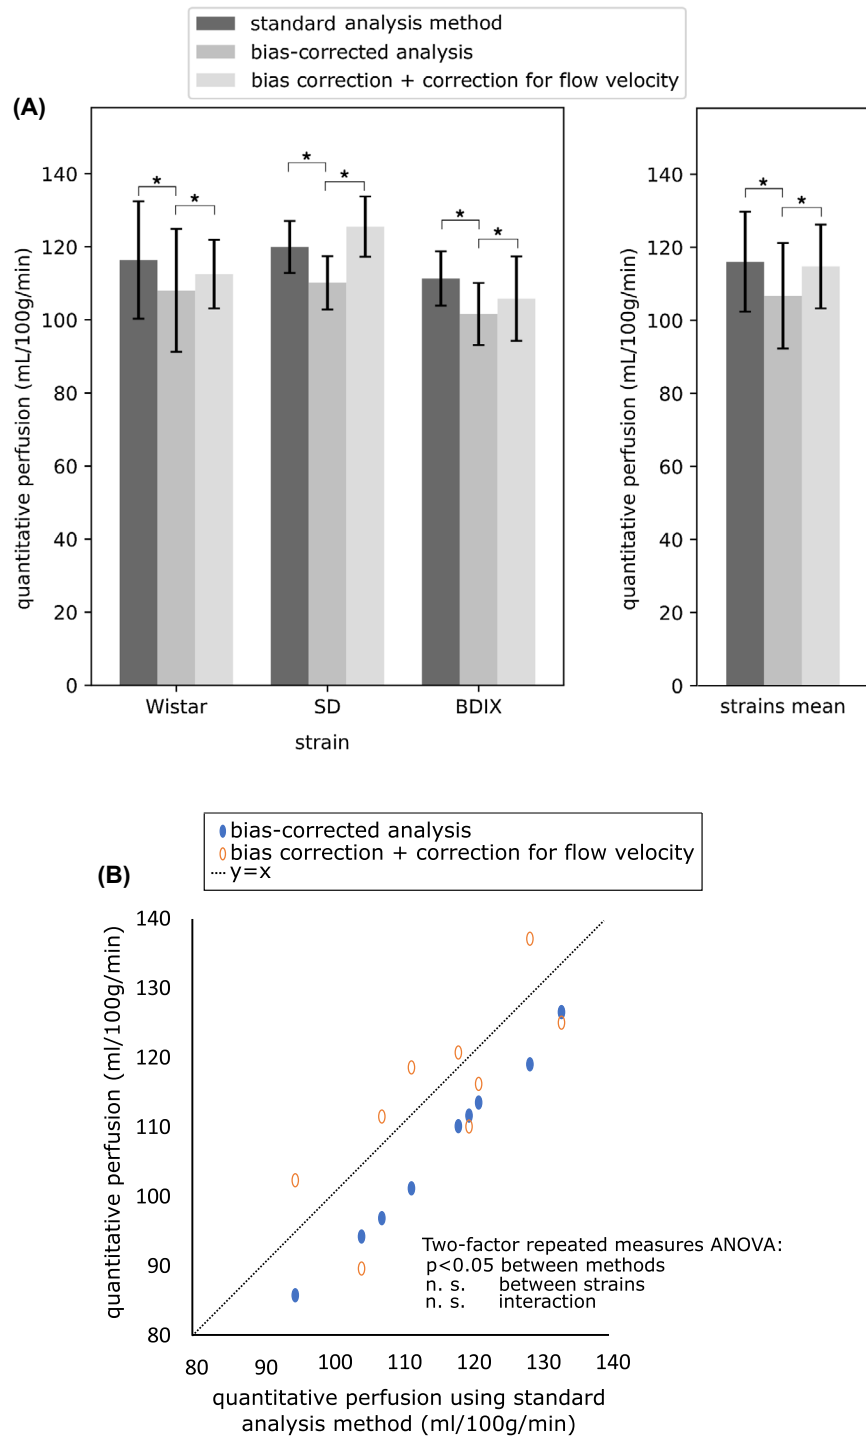 standard analysis method
bias-corrected analysis
bias correction + correction for flow velocity
(A)
quantitative perfusion (mL/100g/min)
140
120
100
80
60
40
20
0
*
*
*
*
*
*
Wistar
SD
BDIX
strain
quantitative perfusion (mL/100g/min)
140
120
100
80
60
40
20
0
*
*
strains mean
bias-corrected analysis
bias correction + correction for flow velocity
y=x
(B)
quantitative perfusion (ml/100g/min)
140
130
120
110
100
90
80
Two-factor repeated measures ANOVA:
p<0.05 between methods
n. s. between strains
n. s. interaction
80 90 100 110 120 130 140
quantitative perfusion using standard
analysis method (ml/100g/min)